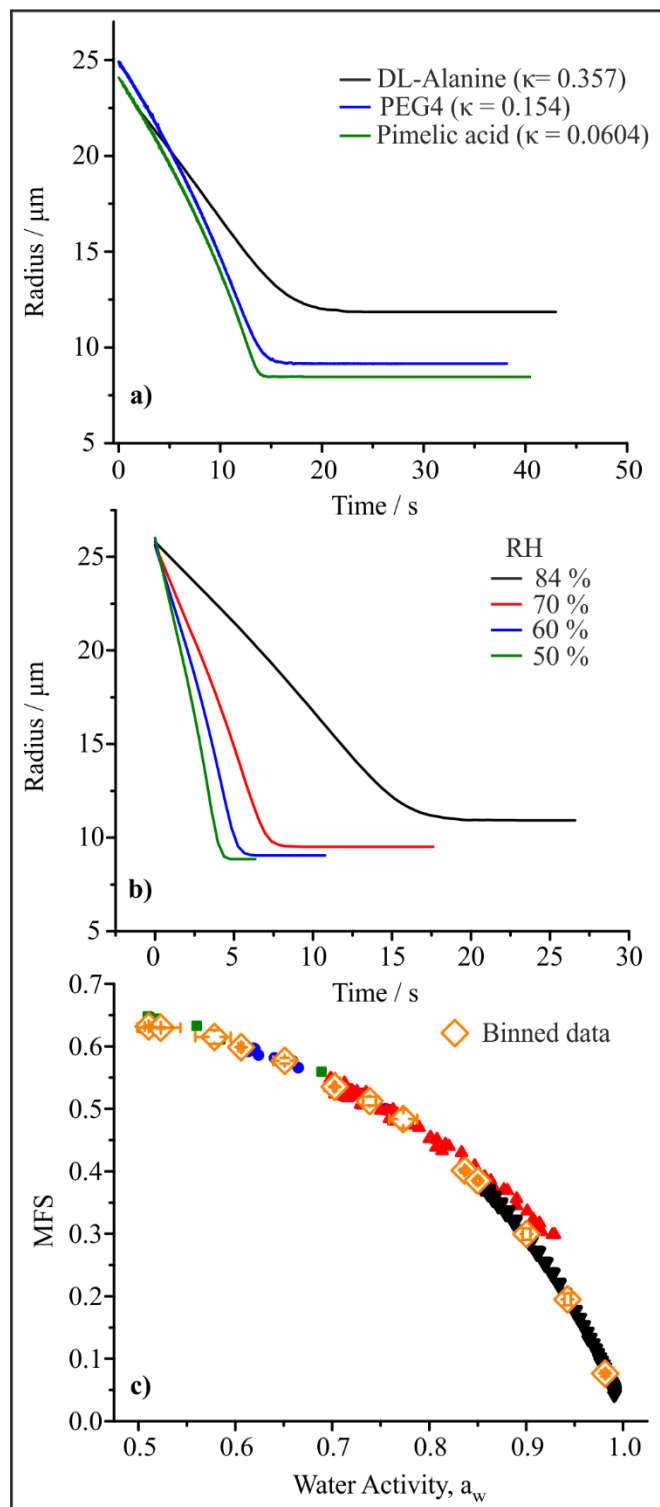 25
20
15
10
5
Radius / µm
DL-Alanine (κ= 0.357)
PEG4 (κ = 0.154)
Pimelic acid (κ = 0.0604)
a)
0 10 20 30 40 50
Time / s
25
20
15
10
5
Radius / µm
RH
84 %
70 %
60 %
50 %
b)
0 5 10 15 20 25 30
Time / s
0.7
0.6
0.5
0.4
0.3
0.2
0.1
0.0
MFS
Binned data
c)
0.5 0.6 0.7 0.8 0.9 1.0
Water Activity, a_w